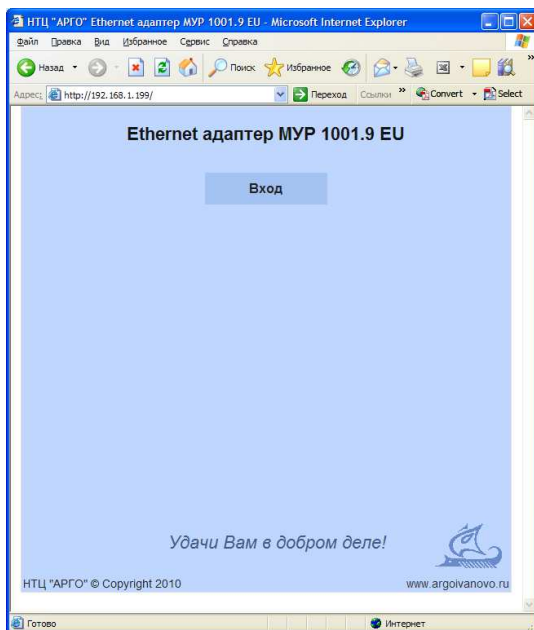 НТЦ "АРГО" Ethernet адаптер МУР 1001.9 EU - Microsoft Internet Explorer
Файл Правка Вид Избранное Сервис Справка
Назад Поиск Избранное »
Адрес: http://192.168.1.199/ Переход Ссылки » Convert Select
Ethernet адаптер МУР 1001.9 EU
Вход
Удачи Вам в добром деле!
НТЦ "АРГО" © Copyright 2010 www.argoivanovo.ru
Готово Интернет